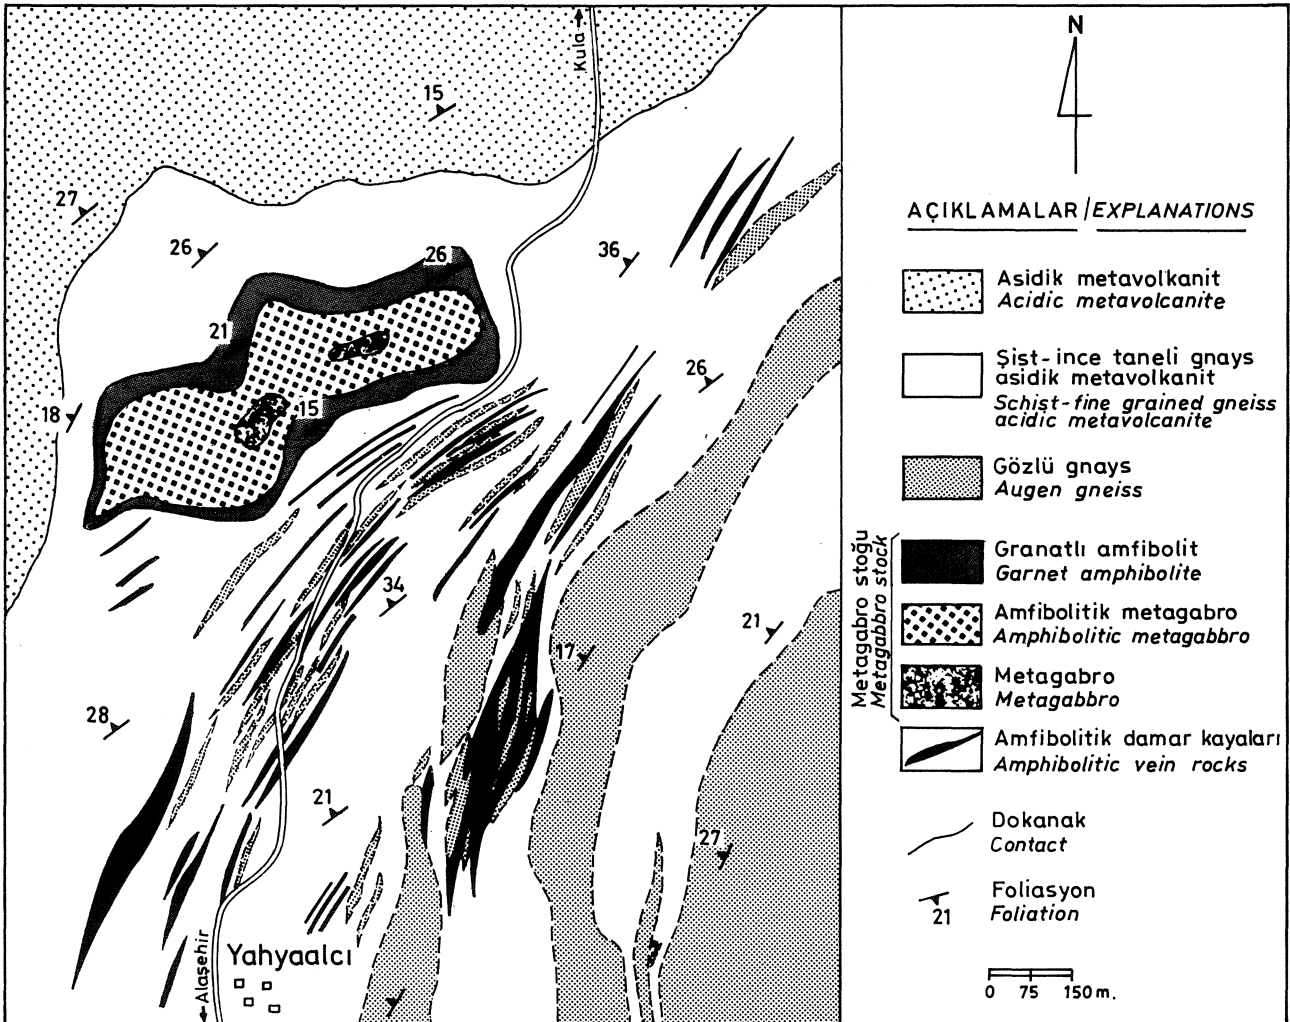 Kula
15
27
26
36
26
21
26
18
15
34
21
17
28
21
27
Yahyaalcı
Alaşehir
N
AÇIKLAMALAR/EXPLANATIONS
Asidik metavolkanit
Acidic metavolcanite
Şist-ince taneli gnays
asidik metavolkanit
Schist-fine grained gneiss
acidic metavolcanite
Gözlü gnays
Augen gneiss
Metagabro stoğu
Metagabbro stock
Granatlı amfibolit
Garnet amphibolite
Amfibolitik metagabro
Amphibolitic metagabbro
Metagabro
Metagabbro
Amfibolitik damar kayaları
Amphibolitic vein rocks
Dokanak
Contact
21
Foliasyon
Foliation
0 75 150 m.